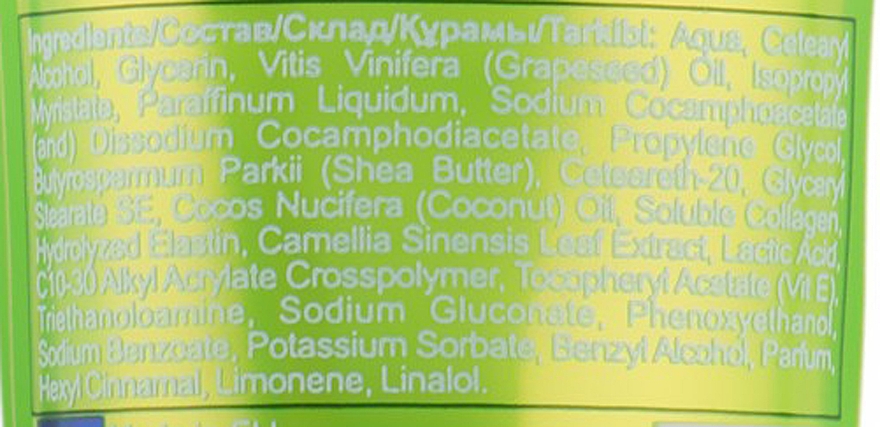 Ingredients/Состав/Склад/Құрамы/Tarkibi: Aqua, Cetearyl
Alcohol, Glycerin, Vitis Vinifera (Grapeseed) Oil, Isopropyl
Myristate, Paraffinum Liquidum, Sodium Cocamphoacetate
(and) Dissodium Cocamphodiacetate, Propylene Glycol,
Butyrospermum Parkii (Shea Butter), Ceteareth-20, Glyceryl
Stearate SE, Cocos Nucifera (Coconut) Oil, Soluble Collagen,
Hydrolyzed Elastin, Camellia Sinensis Leaf Extract, Lactic Acid,
C10-30 Alkyl Acrylate Crosspolymer, Tocopheryl Acetate (Vit E),
Triethanoloamine, Sodium Gluconate, Phenoxyethanol,
Sodium Benzoate, Potassium Sorbate, Benzyl Alcohol, Parfum,
Hexyl Cinnamal, Limonene, Linalol.